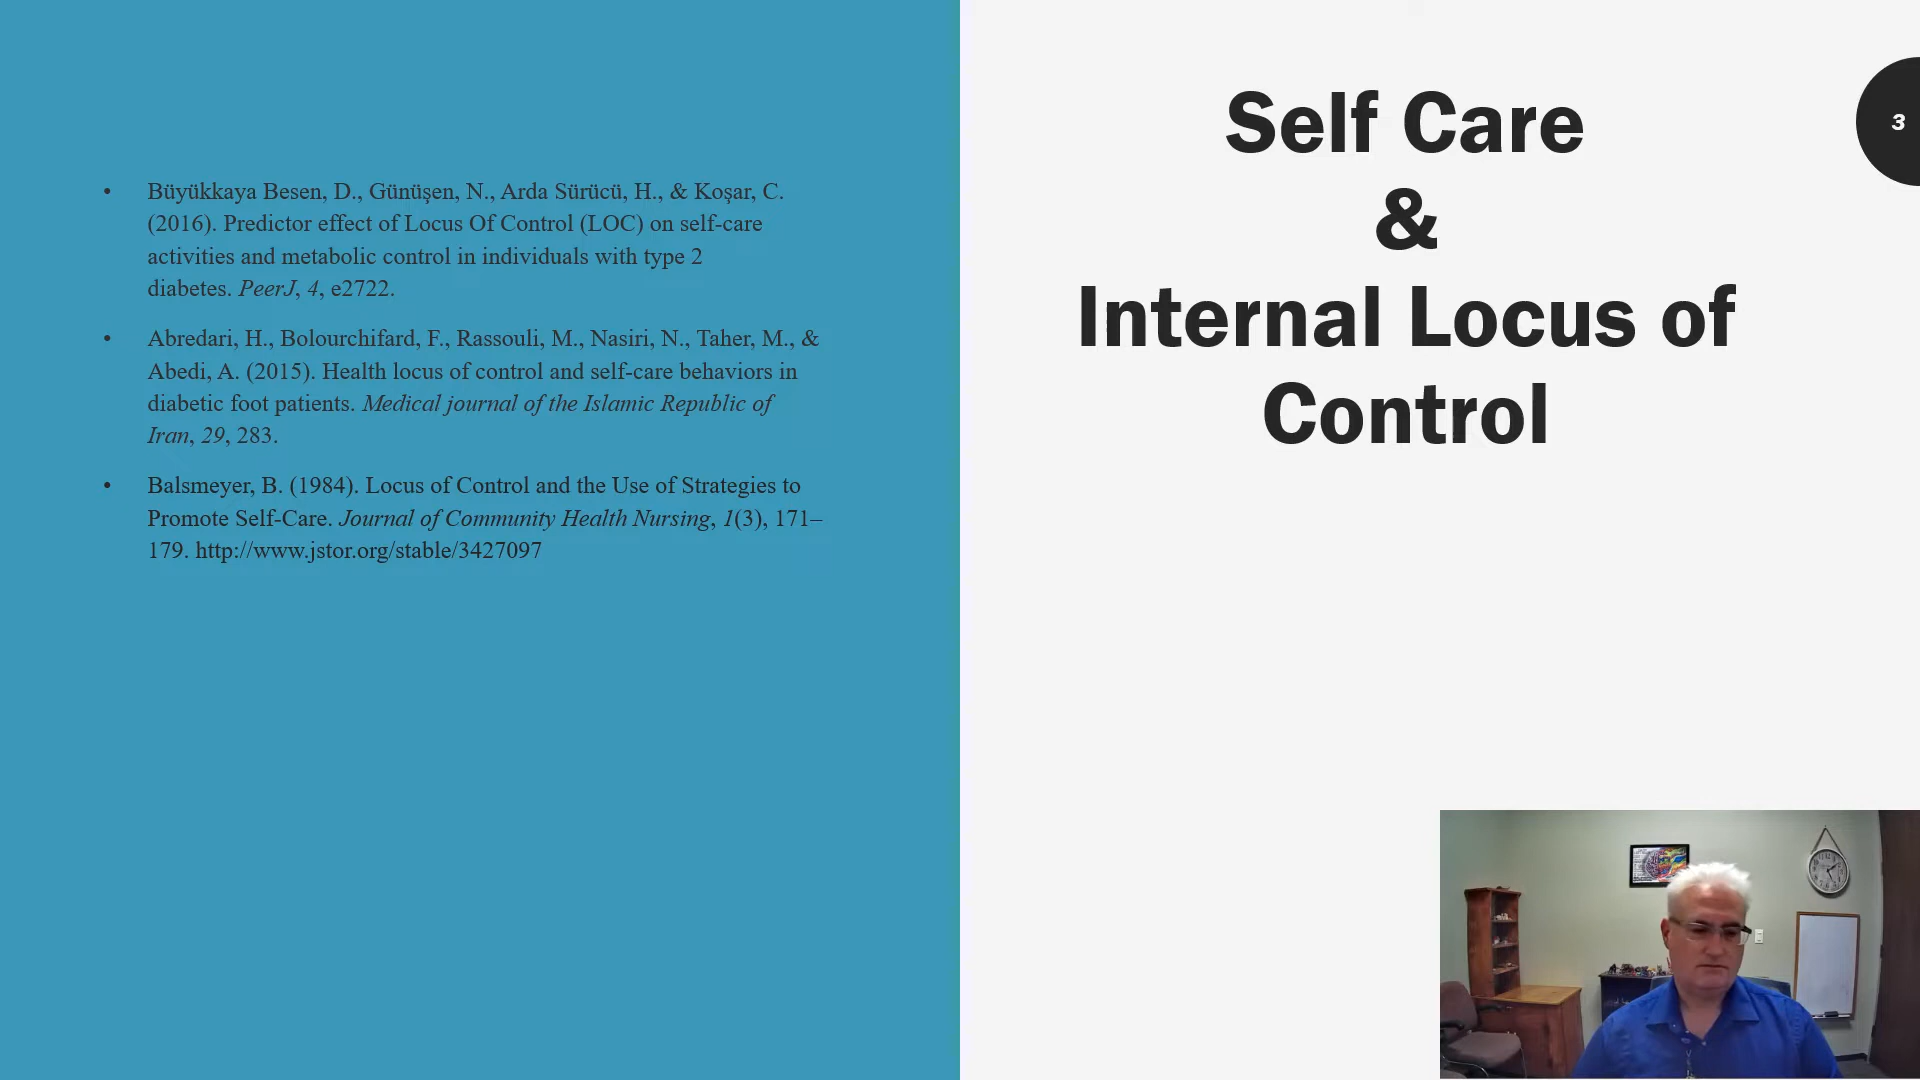 • Büyükkaya Besen, D., Günüşen, N., Arda Sürücü, H., & Koşar, C.
(2016). Predictor effect of Locus Of Control (LOC) on self-care
activities and metabolic control in individuals with type 2
diabetes. PeerJ, 4, e2722.
• Abredari, H., Bolourchifard, F., Rassouli, M., Nasiri, N., Taher, M., &
Abedi, A. (2015). Health locus of control and self-care behaviors in
diabetic foot patients. Medical journal of the Islamic Republic of
Iran, 29, 283.
• Balsmeyer, B. (1984). Locus of Control and the Use of Strategies to
Promote Self-Care. Journal of Community Health Nursing, 1(3), 171–
179. http://www.jstor.org/stable/3427097
Self Care
&
Internal Locus of
Control
3